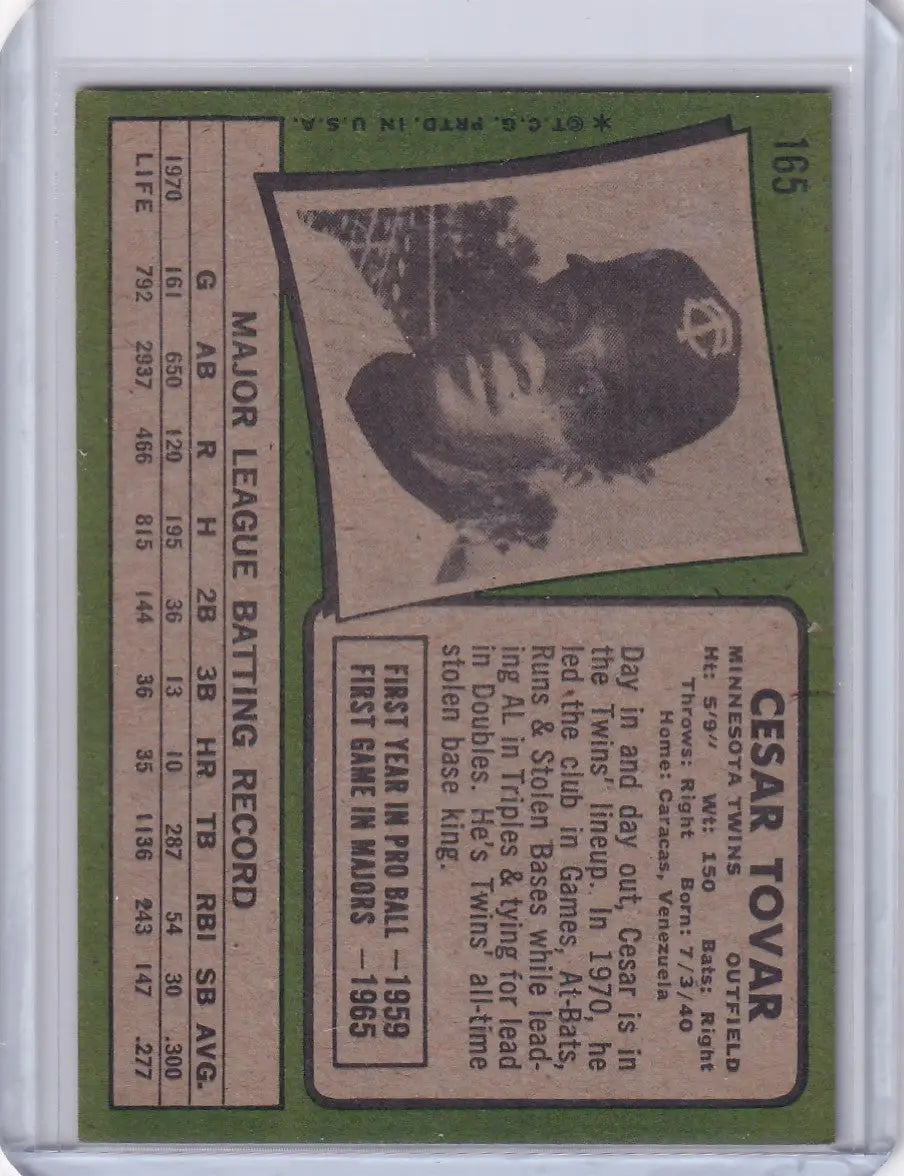 165
✶©T.C.G. PRTD. IN U.S.A.
TC
CESAR TOVAR
MINNESOTA TWINS OUTFIELD
Ht: 5'9" Wt: 150 Bats: Right
Throws: Right Born: 7/3/40
Home: Caracas, Venezuela
Day in and day out, Cesar is in
the Twins' lineup. In 1970, he
led the club in Games, At-Bats,
Runs & Stolen Bases while lead-
ing AL in Triples & tying for lead
in Doubles. He's Twins' all-time
stolen base king.
FIRST YEAR IN PRO BALL —1959
FIRST GAME IN MAJORS —1965
MAJOR LEAGUE BATTING RECORD
G AB R H 2B 3B HR TB RBI SB AVG.
1970 161 650 120 195 36 13 10 287 54 30 .300
LIFE 792 2937 466 815 144 36 35 1136 243 147 .277